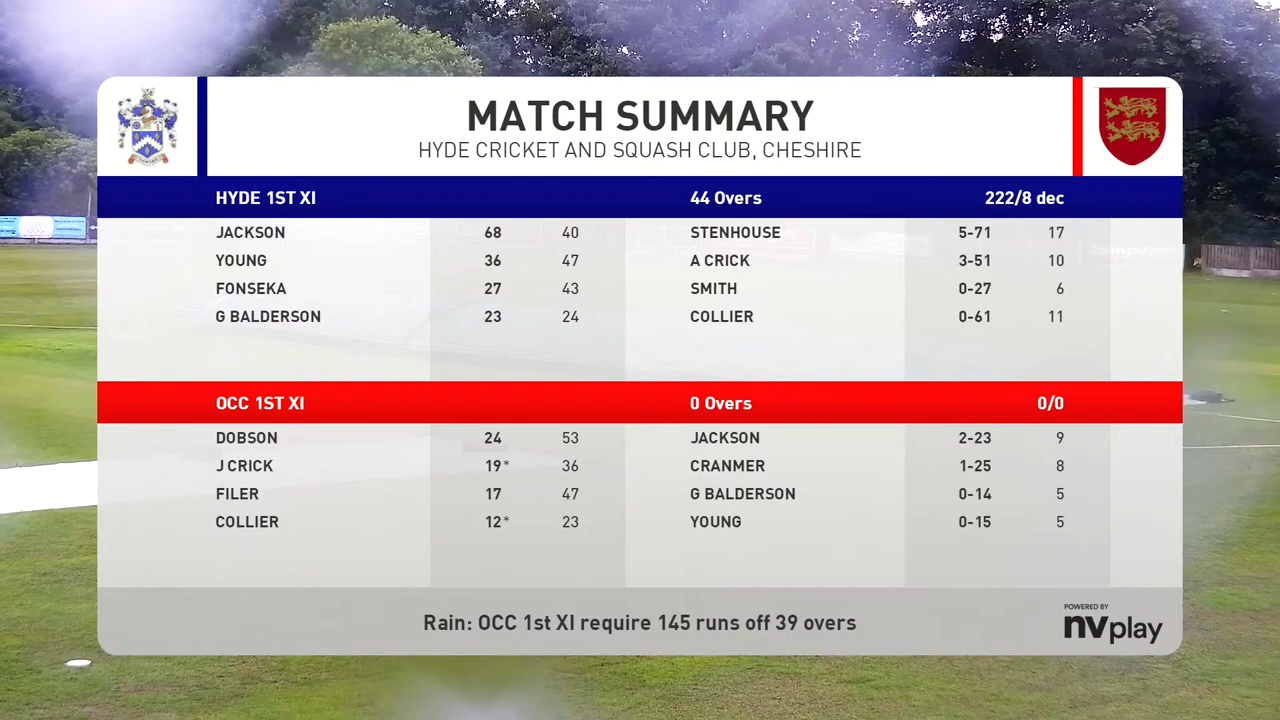 MATCH SUMMARY
HYDE CRICKET AND SQUASH CLUB, CHESHIRE
HYDE 1ST XI 44 Overs 222/8 dec
JACKSON 68 40 STENHOUSE 5-71 17
YOUNG 36 47 A CRICK 3-51 10
FONSEKA 27 43 SMITH 0-27 6
G BALDERSON 23 24 COLLIER 0-61 11
OCC 1ST XI 0 Overs 0/0
DOBSON 24 53 JACKSON 2-23 9
J CRICK 19* 36 CRANMER 1-25 8
FILER 17 47 G BALDERSON 0-14 5
COLLIER 12* 23 YOUNG 0-15 5
Rain: OCC 1st XI require 145 runs off 39 overs
POWERED BY
nvplay